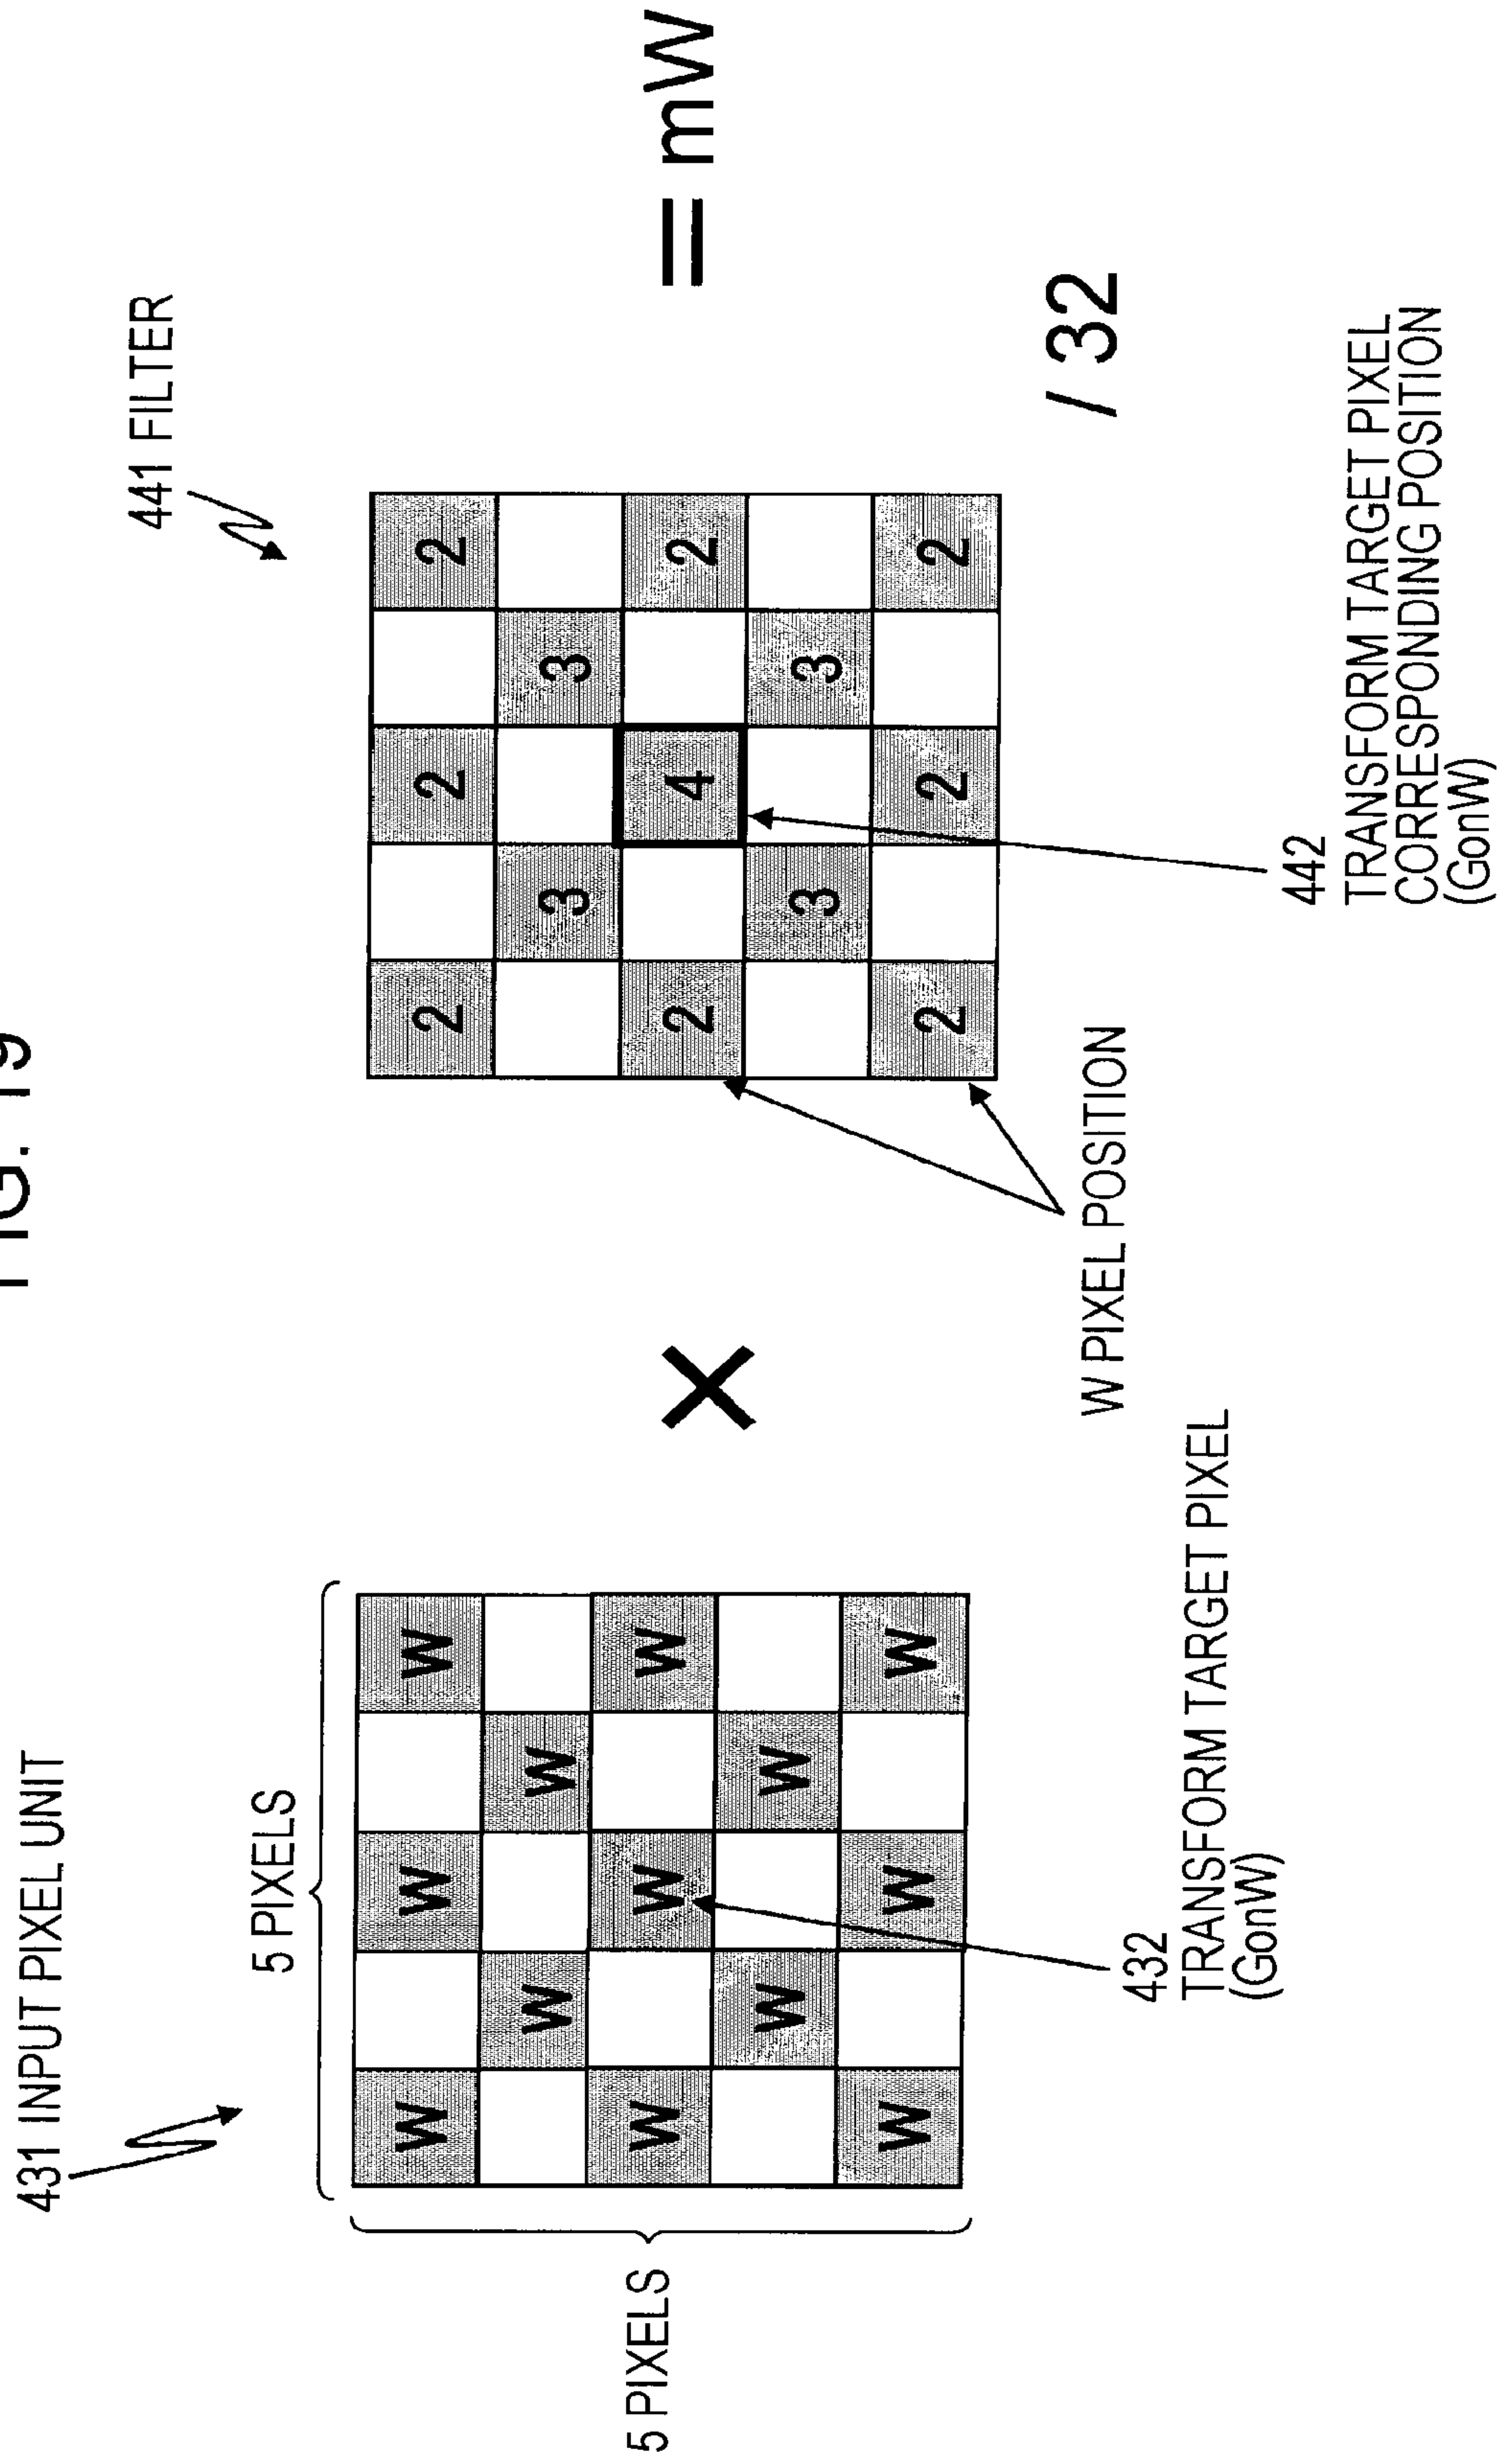 FIG. 19
431 INPUT PIXEL UNIT
5 PIXELS
5 PIXELS
W W W
W W
W W W
W W
W W W
432
TRANSFORM TARGET PIXEL
(GonW)
×
441 FILTER
2 2 2
3 3
2 4 2
3 3
2 2 2
W PIXEL POSITION
442
TRANSFORM TARGET PIXEL
CORRESPONDING POSITION
(GonW)
/ 32
= mW